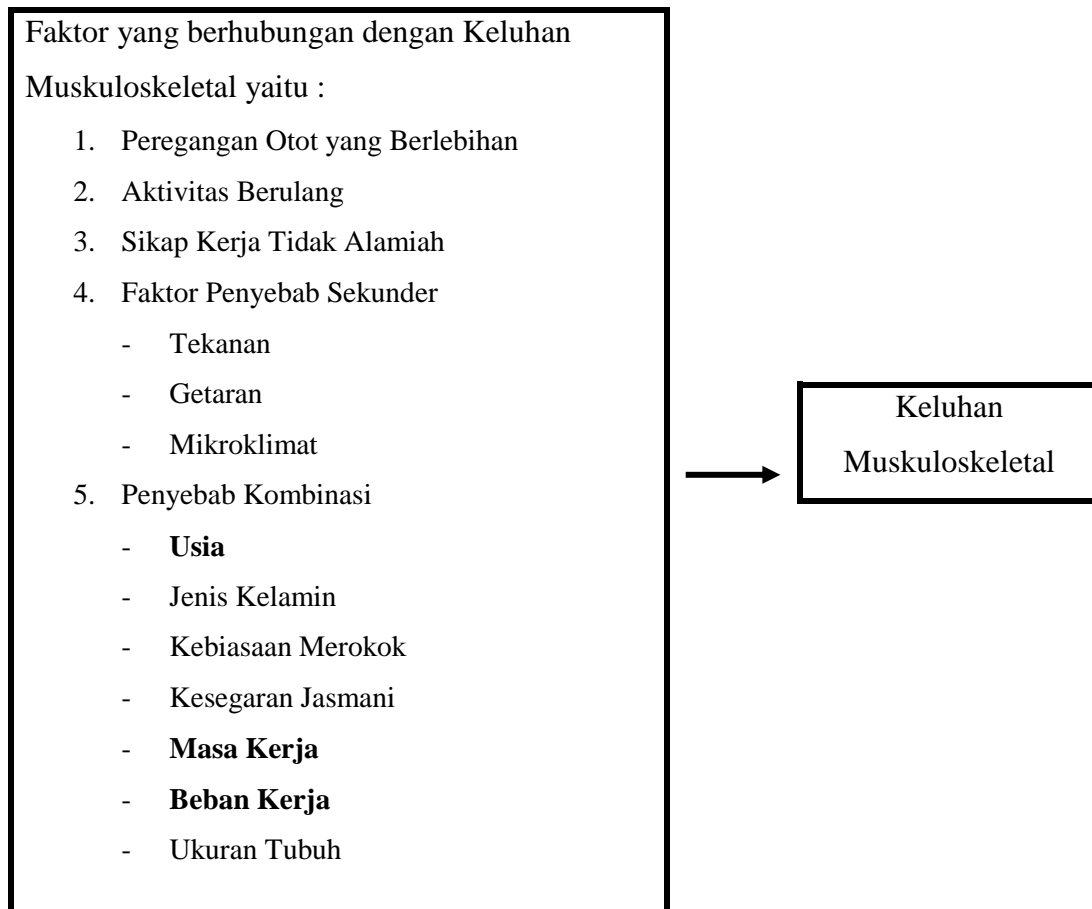 Faktor yang berhubungan dengan Keluhan
Muskuloskeletal yaitu :
1. Peregangan Otot yang Berlebihan
2. Aktivitas Berulang
3. Sikap Kerja Tidak Alamiah
4. Faktor Penyebab Sekunder
- Tekanan
- Getaran
- Mikroklimat
5. Penyebab Kombinasi
- Usia
- Jenis Kelamin
- Kebiasaan Merokok
- Kesegaran Jasmani
- Masa Kerja
- Beban Kerja
- Ukuran Tubuh
Keluhan
Muskuloskeletal